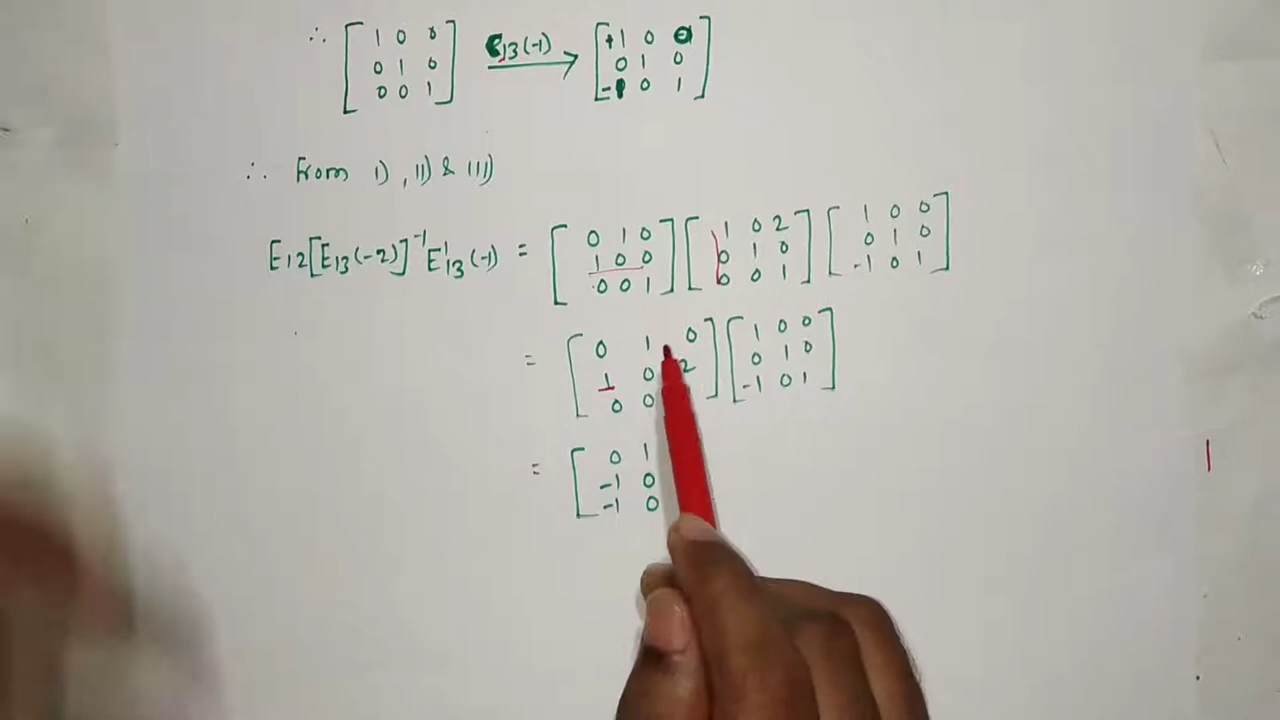 ∴ [ 1 0 0 ; 0 1 0 ; 0 0 1 ] 13(-1) → [ +1 0 0 ; 0 1 0 ; -1 0 1 ]
∴ From i), ii) & iii)
E12[E13(-2)]⁻¹ E'13(-1) = [ 0 1 0 ; 1 0 0 ; 0 0 1 ] [ 1 0 2 ; 0 1 0 ; 0 0 1 ] [ 1 0 0 ; 0 1 0 ; -1 0 1 ]
= [ 0 1 0 ; 1 0 2 ; 0 0 ] [ 1 0 0 ; 0 1 0 ; -1 0 1 ]
= [ 0 1 ; -1 0 ; -1 0